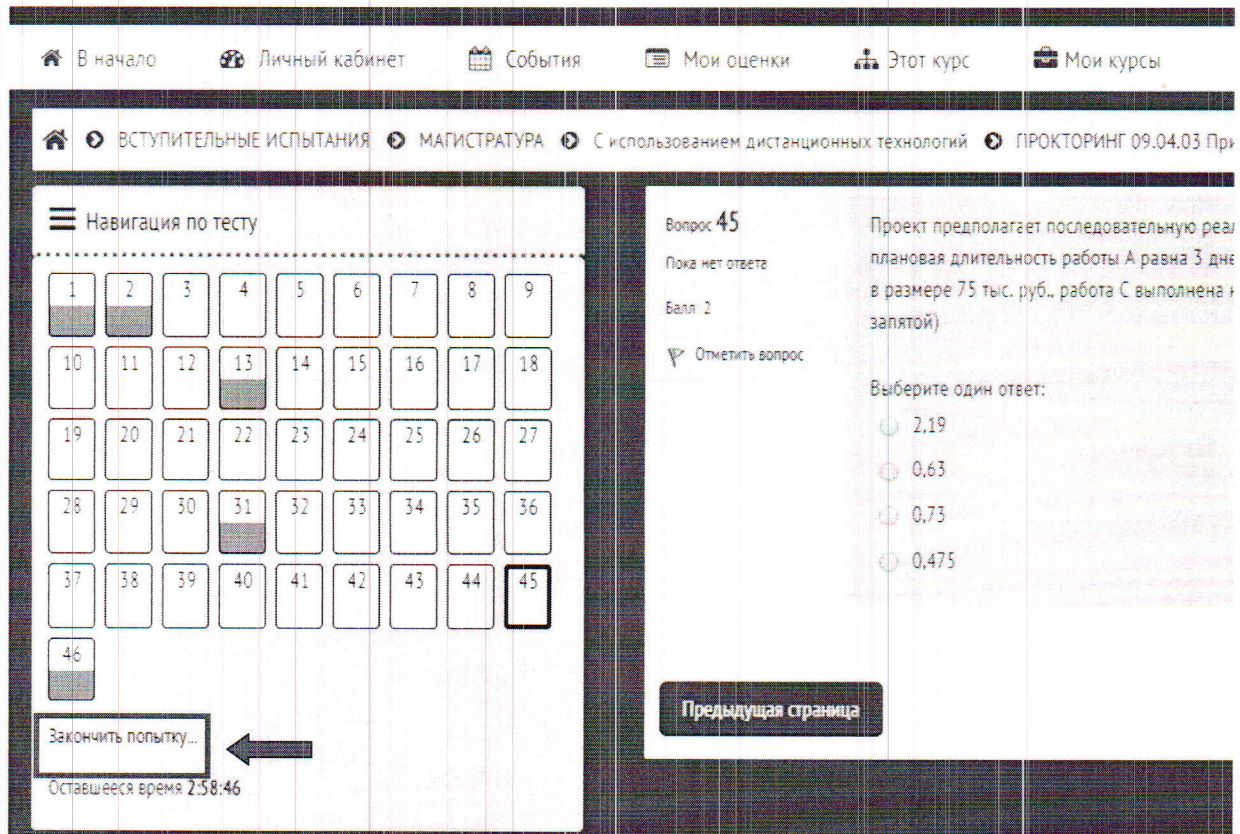 В начало
Личный кабинет
События
Мои оценки
Этот курс
Мои курсы
ВСТУПИТЕЛЬНЫЕ ИСПЫТАНИЯ
МАГИСТРАТУРА
С использованием дистанционных технологий
ПРОКТОРИНГ 09.04.03 При
Навигация по тесту
1 2 3 4 5 6 7 8 9
10 11 12 13 14 15 16 17 18
19 20 21 22 23 24 25 26 27
28 29 30 31 32 33 34 35 36
37 38 39 40 41 42 43 44 45
46
Закончить попытку...
Оставшееся время 2:58:46
Вопрос 45
Пока нет ответа
Балл: 2
Отметить вопрос
Проект предполагает последовательную реал
плановая длительность работы А равна 3 дне
в размере 75 тыс. руб., работа С выполнена н
запятой)
Выберите один ответ:
2,19
0,63
0,73
0,475
Предыдущая страница